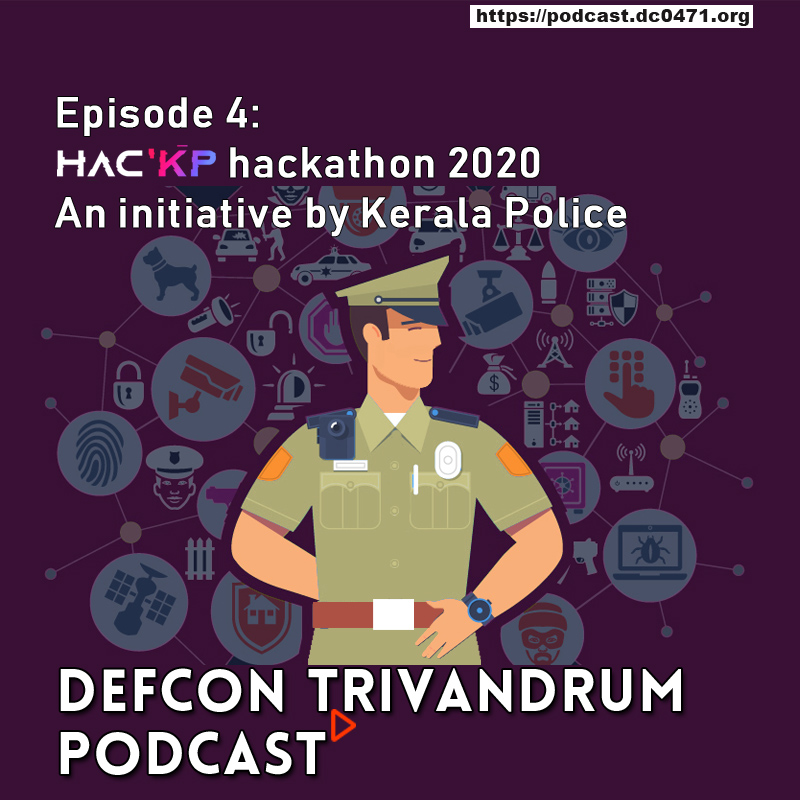 https://podcast.dc0471.org
Episode 4:
HAC'KP hackathon 2020
An initiative by Kerala Police
$
DEFCON TRIVANDRUM
PODCAST